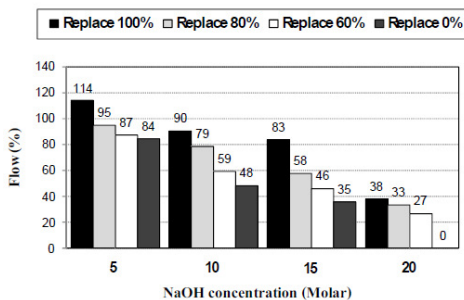 Replace 100% Replace 80% Replace 60% Replace 0%
140
120
100
80
60
40
20
0
Flow (%)
114 95 87 84
90 79 59 48
83 58 46 35
38 33 27 0
5 10 15 20
NaOH concentration (Molar)